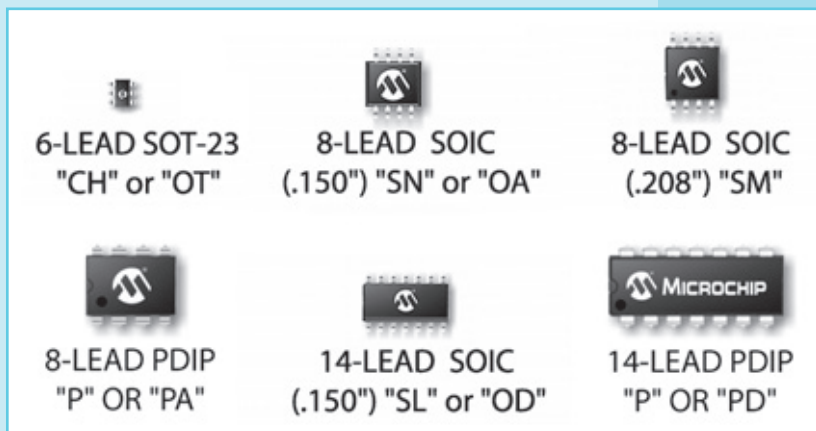 6-LEAD SOT-23
"CH" or "OT"
8-LEAD SOIC
(.150") "SN" or "OA"
8-LEAD SOIC
(.208") "SM"
8-LEAD PDIP
"P" OR "PA"
14-LEAD SOIC
(.150") "SL" or "OD"
MICROCHIP
14-LEAD PDIP
"P" OR "PD"